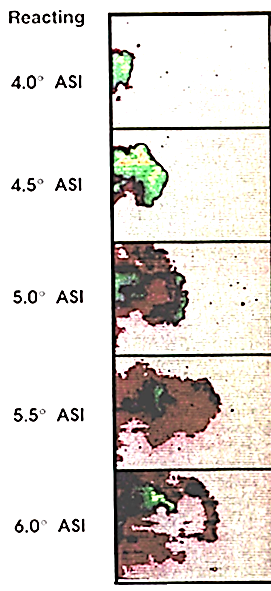 Reacting
4.0° ASI
4.5° ASI
5.0° ASI
5.5° ASI
6.0° ASI